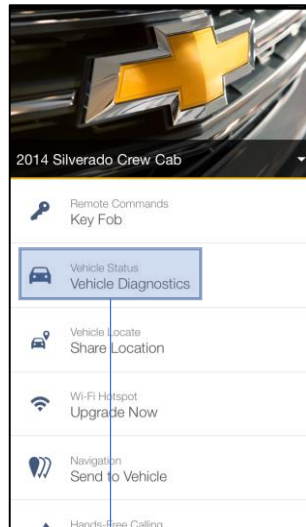 2014 Silverado Crew Cab
Remote Commands
Key Fob
Vehicle Status
Vehicle Diagnostics
Vehicle Locate
Share Location
Wi-Fi Hotspot
Upgrade Now
Navigation
Send to Vehicle
Hands-Free Calling